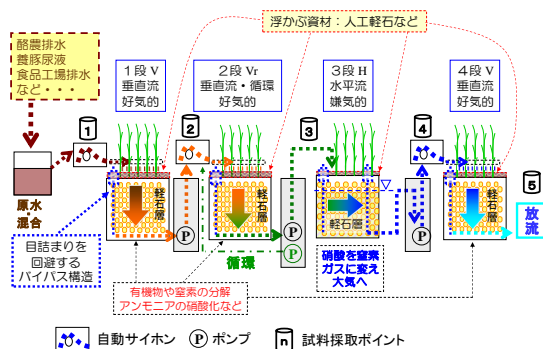 酪農排水
養豚尿液
食品工場排水
など・・・
浮かぶ資材：人工軽石など
1段 V
垂直流
好気的
2段 Vr
垂直流・循環
好気的
3段 H
水平流
嫌気的
4段 V
垂直流
好気的
1
2
3
4
5
原水
混合
軽石層
軽石層
軽石層
軽石層
P
P
P
P
循環
放流
目詰まりを
回避する
バイパス構造
硝酸を窒素
ガスに変え
大気へ
有機物や窒素の分解
アンモニアの硝酸化など
自動サイホン
P ポンプ
n 試料採取ポイント